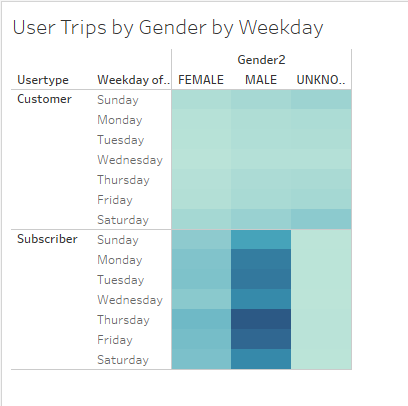 User Trips by Gender by Weekday
Gender2
Usertype Weekday of.. FEMALE MALE UNKNO..
Customer Sunday
Monday
Tuesday
Wednesday
Thursday
Friday
Saturday
Subscriber Sunday
Monday
Tuesday
Wednesday
Thursday
Friday
Saturday